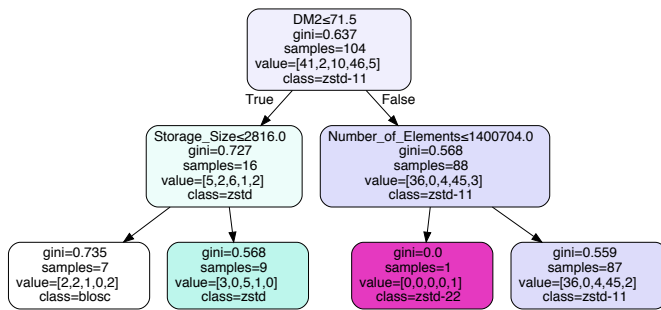 DM2≤71.5
gini=0.637
samples=104
value=[41,2,10,46,5]
class=zstd-11
True
False
Storage_Size≤2816.0
gini=0.727
samples=16
value=[5,2,6,1,2]
class=zstd
Number_of_Elements≤1400704.0
gini=0.568
samples=88
value=[36,0,4,45,3]
class=zstd-11
gini=0.735
samples=7
value=[2,2,1,0,2]
class=blosc
gini=0.568
samples=9
value=[3,0,5,1,0]
class=zstd
gini=0.0
samples=1
value=[0,0,0,0,1]
class=zstd-22
gini=0.559
samples=87
value=[36,0,4,45,2]
class=zstd-11